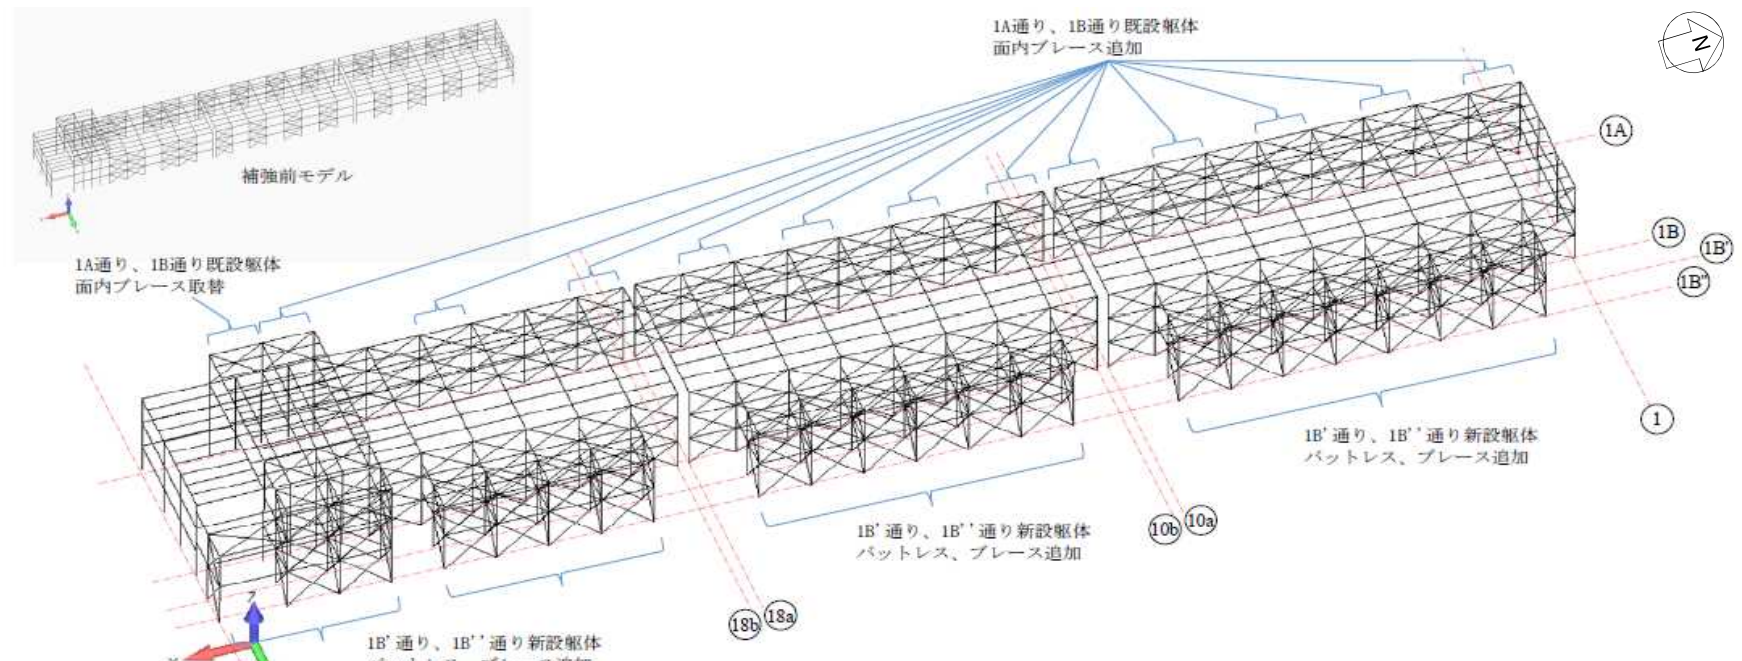 1A通り、1B通り既設躯体
面内ブレース追加
N
補強前モデル
1A通り、1B通り既設躯体
面内ブレース取替
1A
1B
1B'
1B''
1
10a
10b
18a
18b
1B'通り、1B''通り新設躯体
バットレス、ブレース追加
1B'通り、1B''通り新設躯体
バットレス、ブレース追加
1B'通り、1B''通り新設躯体
Z